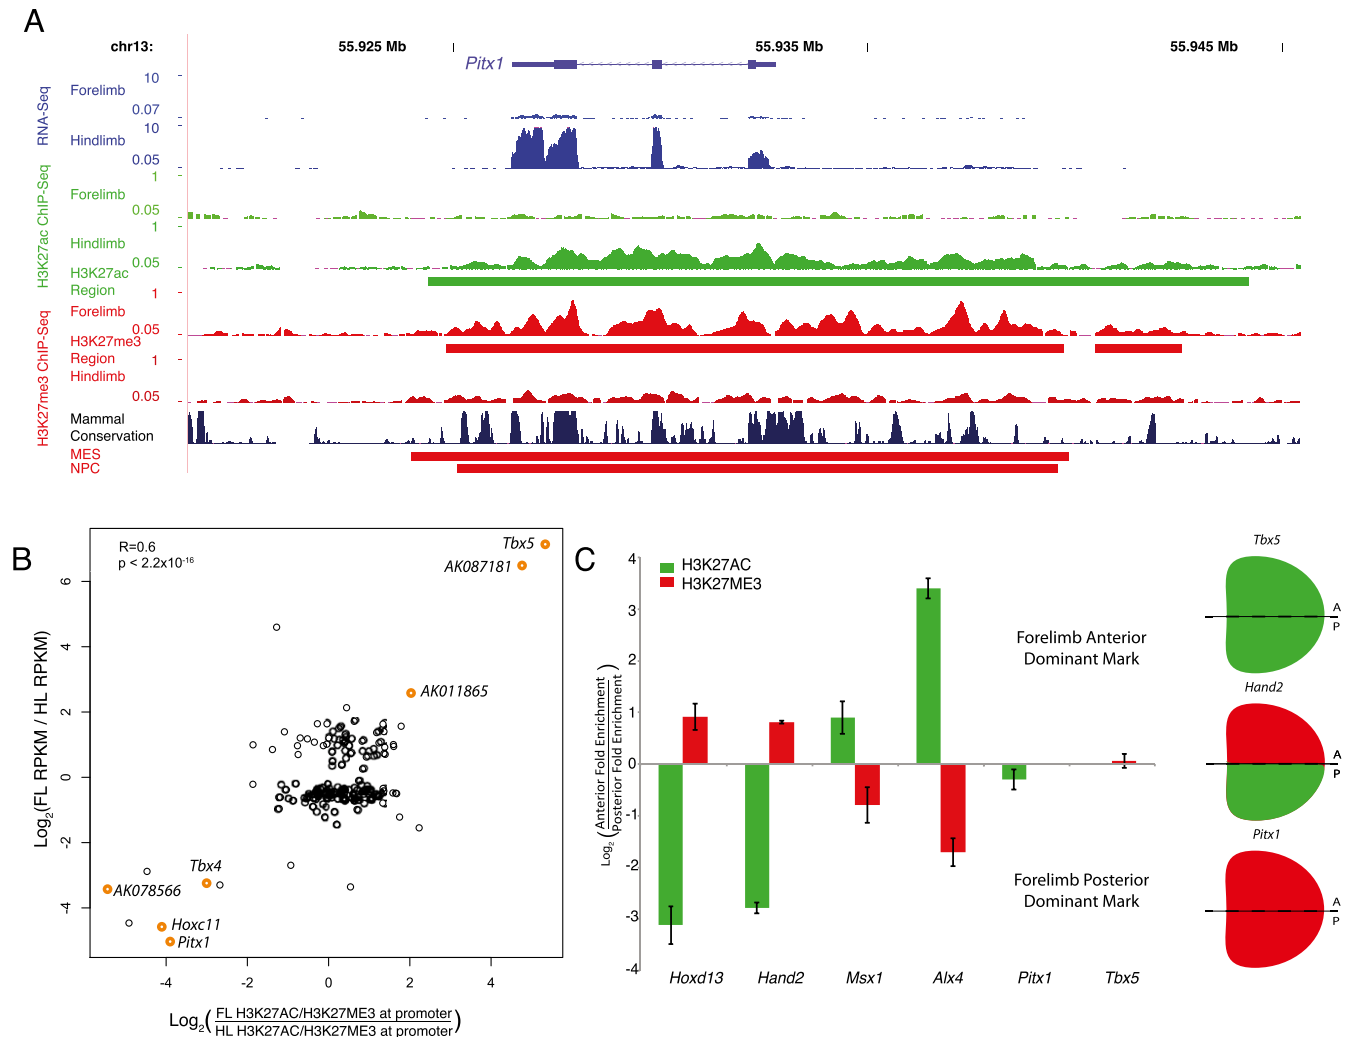 A
chr13:
55.925 Mb
55.935 Mb
55.945 Mb
Pitx1
RNA-Seq
10
Forelimb
0.07
10
Hindlimb
0.05
H3K27ac ChIP-Seq
1
Forelimb
0.05
1
Hindlimb
0.05
H3K27ac
Region
H3K27me3 ChIP-Seq
1
Forelimb
0.05
H3K27me3
Region
1
Hindlimb
0.05
Mammal
Conservation
MES
NPC
B
R=0.6
p < 2.2x10-16
Tbx5
AK087181
AK011865
Tbx4
AK078566
Hoxc11
Pitx1
Log2(FL RPKM / HL RPKM)
6
4
2
0
-2
-4
-4
-2
0
2
4
Log2(FL H3K27AC/H3K27ME3 at promoter
HL H3K27AC/H3K27ME3 at promoter)
C
H3K27AC
H3K27ME3
Log2(Anterior Fold Enrichment
Posterior Fold Enrichment)
4
3
2
1
0
-1
-2
-3
-4
Forelimb Anterior
Dominant Mark
Forelimb Posterior
Dominant Mark
Hoxd13
Hand2
Msx1
Alx4
Pitx1
Tbx5
Tbx5
A
P
Hand2
A
P
Pitx1
A
P